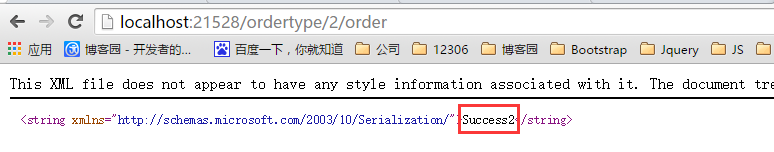 localhost:21528/ordertype/2/order
应用 博客园 - 开发者的... 百度一下,你就知道 公司 12306 博客园 Bootstrap Jquery JS
This XML file does not appear to have any style information associated with it. The document tre
<string xmlns="http://schemas.microsoft.com/2003/10/Serialization/">Success2</string>